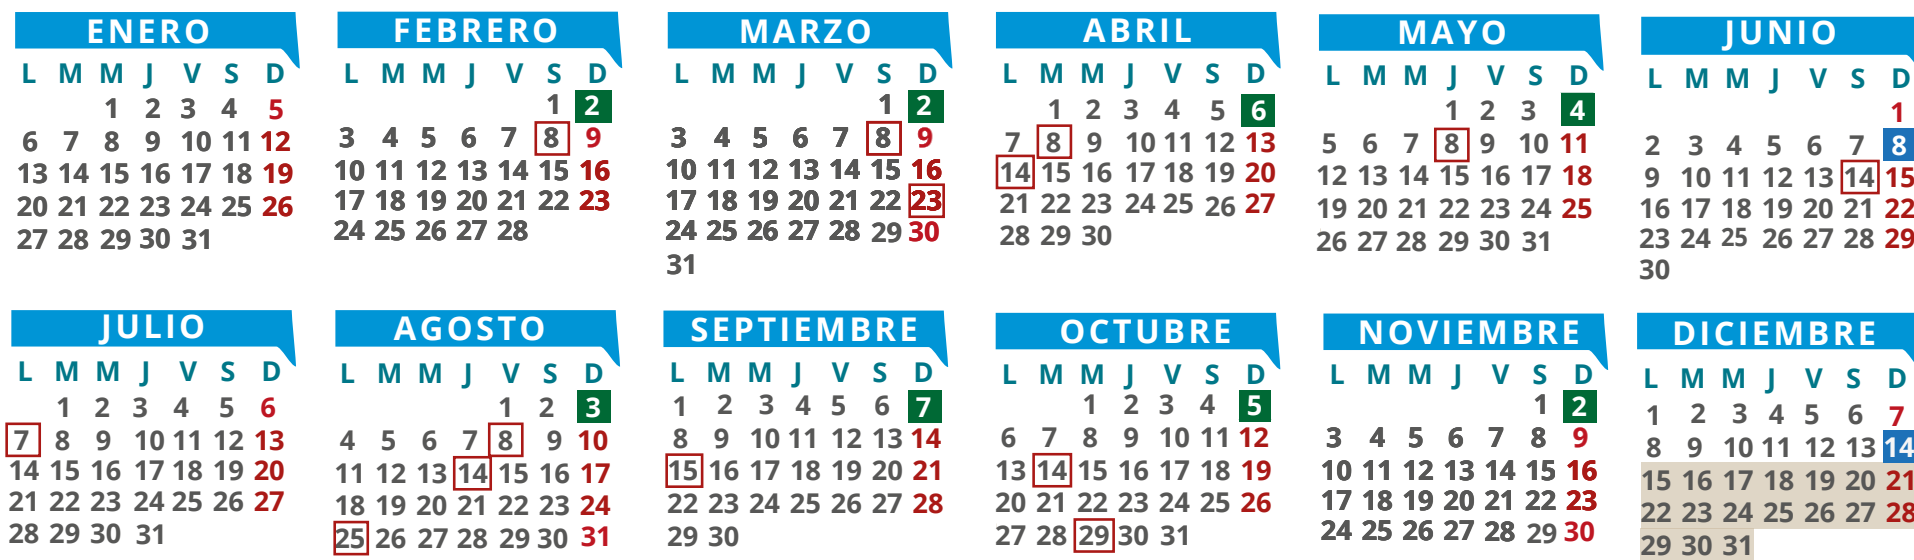 ENERO
L M M J V S D
1 2 3 4 5
6 7 8 9 10 11 12
13 14 15 16 17 18 19
20 21 22 23 24 25 26
27 28 29 30 31
FEBRERO
L M M J V S D
1 2
3 4 5 6 7 8 9
10 11 12 13 14 15 16
17 18 19 20 21 22 23
24 25 26 27 28
MARZO
L M M J V S D
1 2
3 4 5 6 7 8 9
10 11 12 13 14 15 16
17 18 19 20 21 22 23
24 25 26 27 28 29 30
31
ABRIL
L M M J V S D
1 2 3 4 5 6
7 8 9 10 11 12 13
14 15 16 17 18 19 20
21 22 23 24 25 26 27
28 29 30
MAYO
L M M J V S D
1 2 3 4
5 6 7 8 9 10 11
12 13 14 15 16 17 18
19 20 21 22 23 24 25
26 27 28 29 30 31
JUNIO
L M M J V S D
1
2 3 4 5 6 7 8
9 10 11 12 13 14 15
16 17 18 19 20 21 22
23 24 25 26 27 28 29
30
JULIO
L M M J V S D
1 2 3 4 5 6
7 8 9 10 11 12 13
14 15 16 17 18 19 20
21 22 23 24 25 26 27
28 29 30 31
AGOSTO
L M M J V S D
1 2 3
4 5 6 7 8 9 10
11 12 13 14 15 16 17
18 19 20 21 22 23 24
25 26 27 28 29 30 31
SEPTIEMBRE
L M M J V S D
1 2 3 4 5 6 7
8 9 10 11 12 13 14
15 16 17 18 19 20 21
22 23 24 25 26 27 28
29 30
OCTUBRE
L M M J V S D
1 2 3 4 5
6 7 8 9 10 11 12
13 14 15 16 17 18 19
20 21 22 23 24 25 26
27 28 29 30 31
NOVIEMBRE
L M M J V S D
1 2
3 4 5 6 7 8 9
10 11 12 13 14 15 16
17 18 19 20 21 22 23
24 25 26 27 28 29 30
DICIEMBRE
L M M J V S D
1 2 3 4 5 6 7
8 9 10 11 12 13 14
15 16 17 18 19 20 21
22 23 24 25 26 27 28
29 30 31